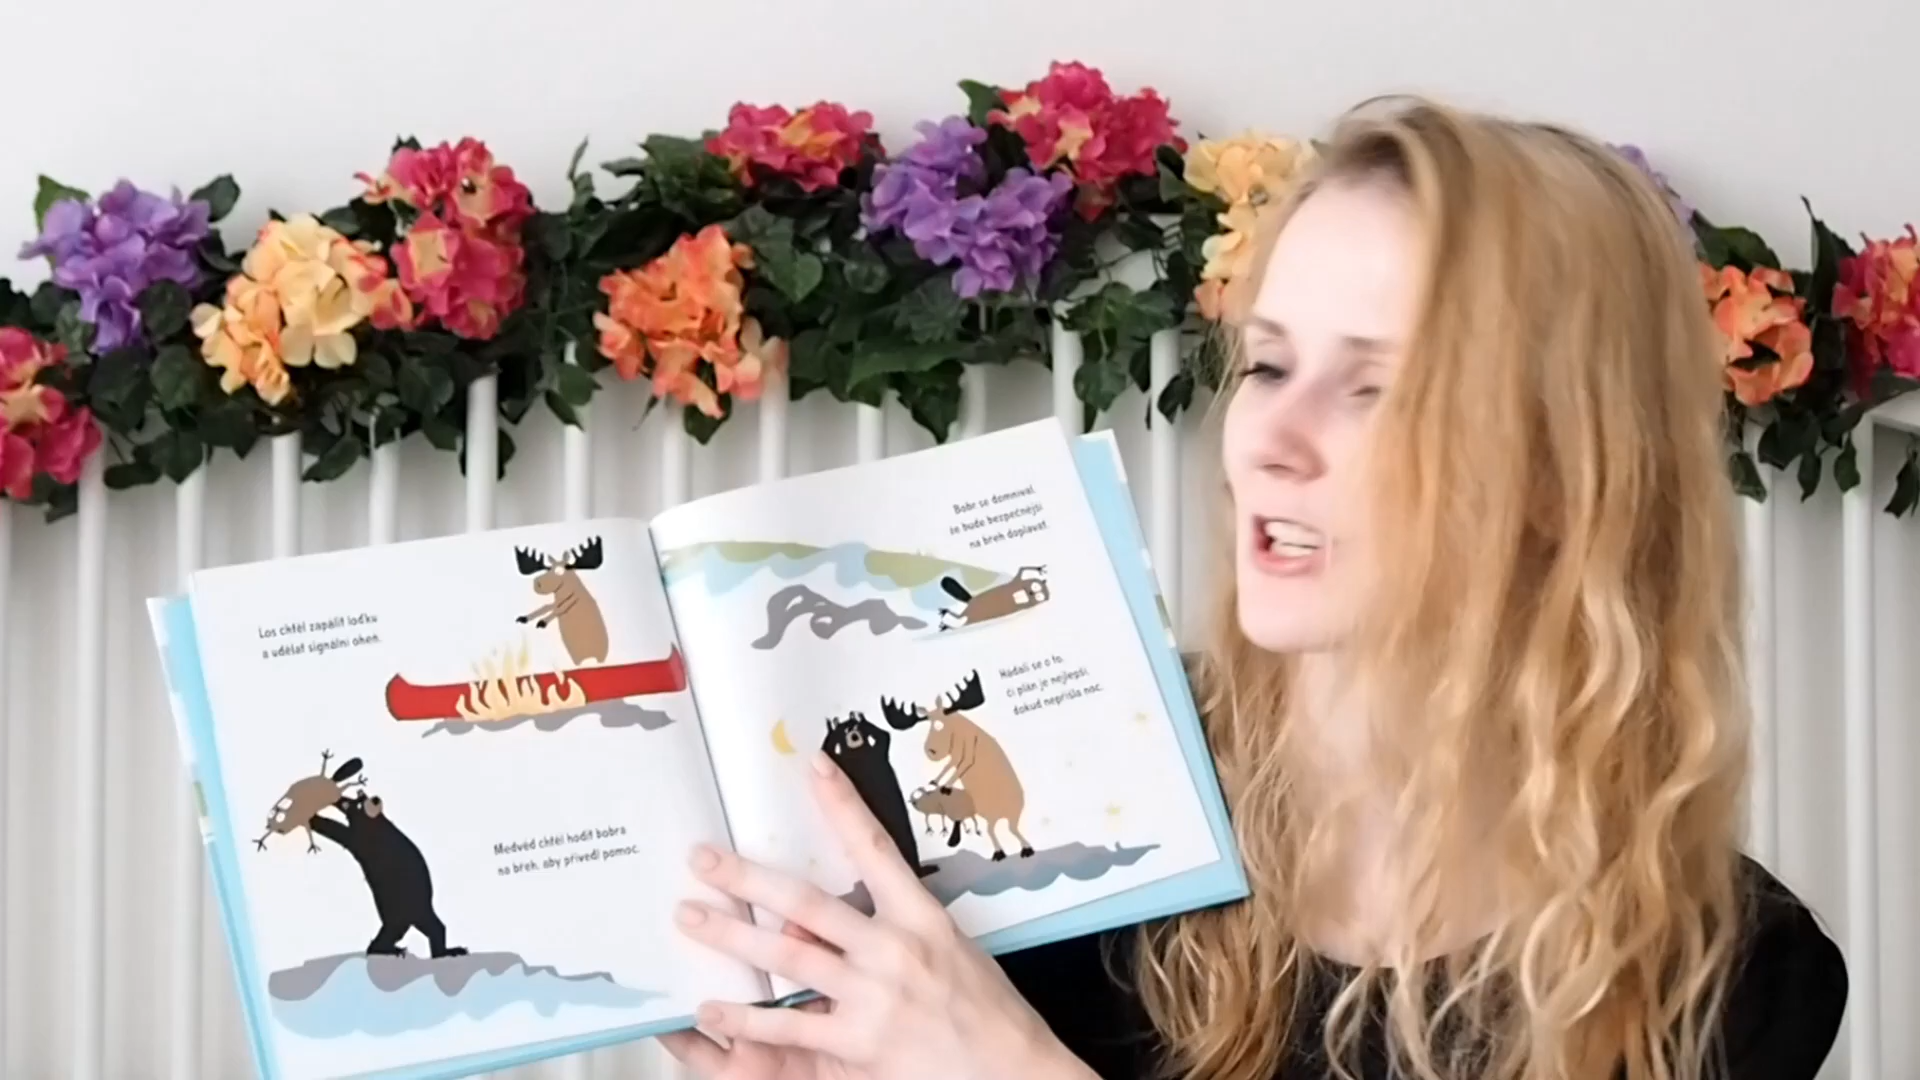 Los chtěl zapálit loďku
a udělat signální oheň.
Medvěd chtěl hodit bobra
na břeh, aby přivedl pomoc.
Bobr se domníval,
že bude bezpečnější
na břeh doplavat.
Hádali se o to,
čí plán je nejlepší,
dokud nepřišla noc.